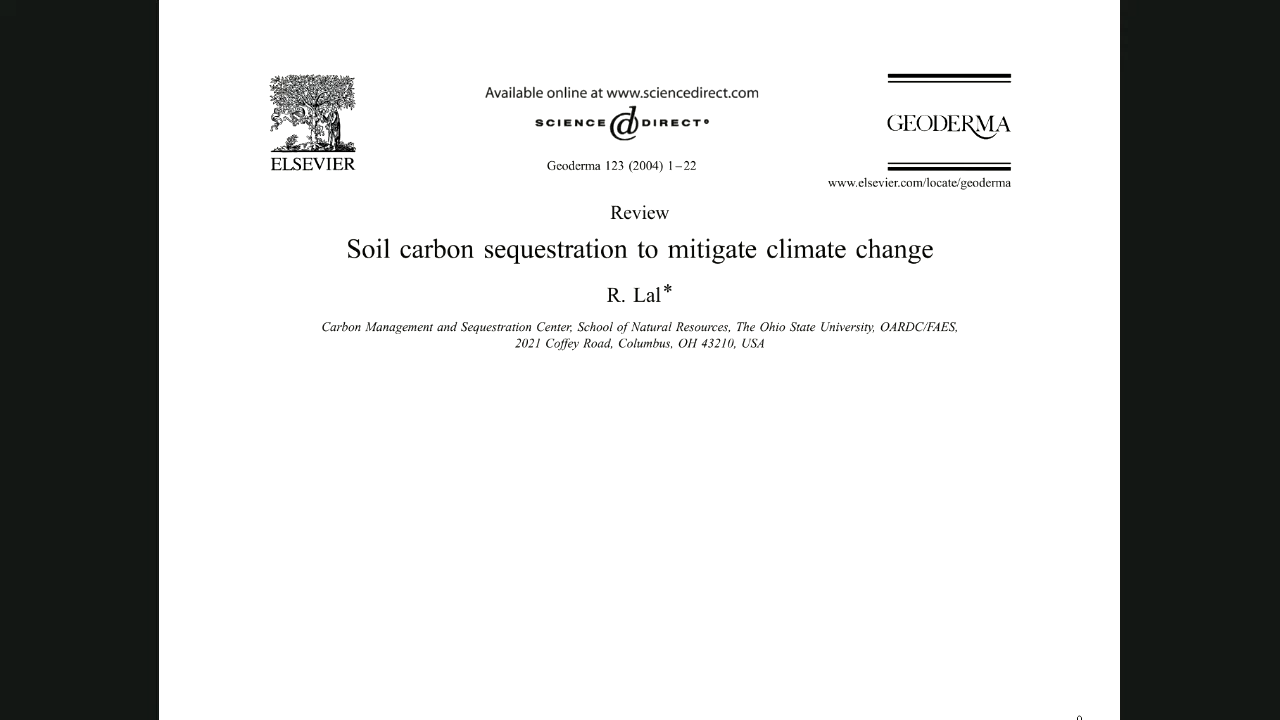 ELSEVIER
Available online at www.sciencedirect.com
SCIENCE @ DIRECT®
Geoderma 123 (2004) 1–22
GEODERMA
www.elsevier.com/locate/geoderma
Review
Soil carbon sequestration to mitigate climate change
R. Lal*
Carbon Management and Sequestration Center, School of Natural Resources, The Ohio State University, OARDC/FAES,
2021 Coffey Road, Columbus, OH 43210, USA